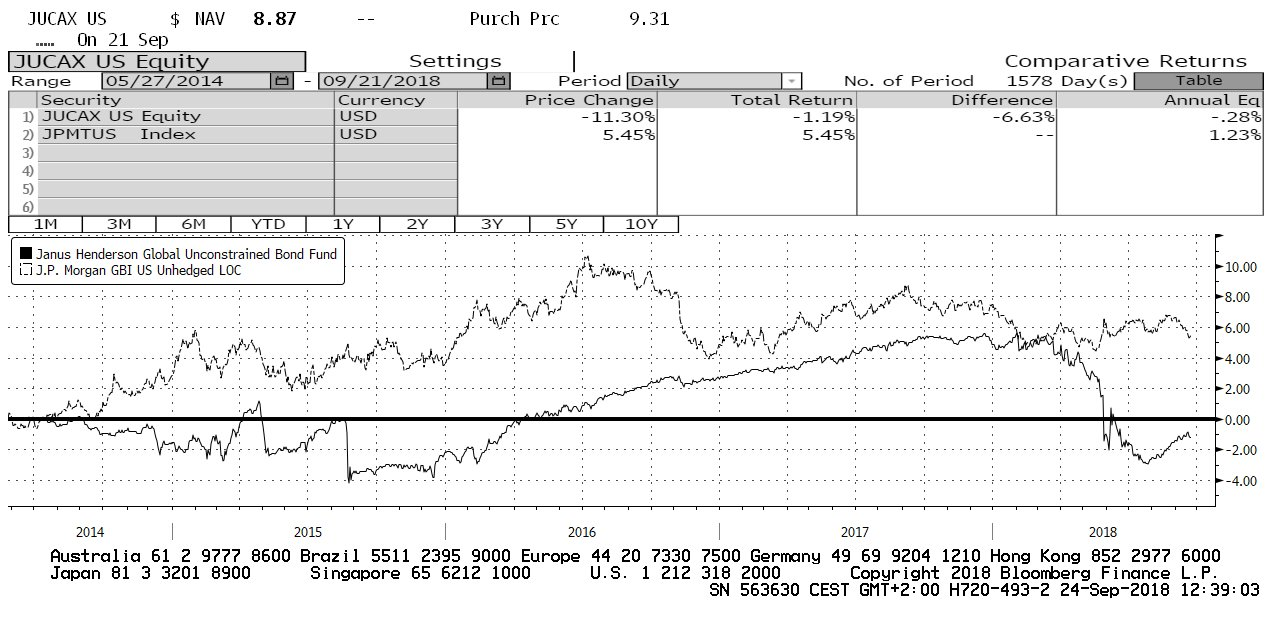 JUCAX US $ NAV 8.87 -- Purch Prc 9.31
..... On 21 Sep
JUCAX US Equity Settings Comparative Returns
Range 05/27/2014 - 09/21/2018 Period Daily No. of Period 1578 Day(s) Table
Security Currency Price Change Total Return Difference Annual Eq
1) JUCAX US Equity USD -11.30% -1.19% -6.63% -.28%
2) JPMTUS Index USD 5.45% 5.45% -- 1.23%
3)
4)
5)
6)
1M 3M 6M YTD 1Y 2Y 3Y 5Y 10Y
Janus Henderson Global Unconstrained Bond Fund
J.P. Morgan GBI US Unhedged LOC
10.00
8.00
6.00
4.00
2.00
0.00
-2.00
-4.00
2014 2015 2016 2017 2018
Australia 61 2 9777 8600 Brazil 5511 2395 9000 Europe 44 20 7330 7500 Germany 49 69 9204 1210 Hong Kong 852 2977 6000
Japan 81 3 3201 8900 Singapore 65 6212 1000 U.S. 1 212 318 2000 Copyright 2018 Bloomberg Finance L.P.
SN 563630 CEST GMT+2:00 H720-493-2 24-Sep-2018 12:39:03